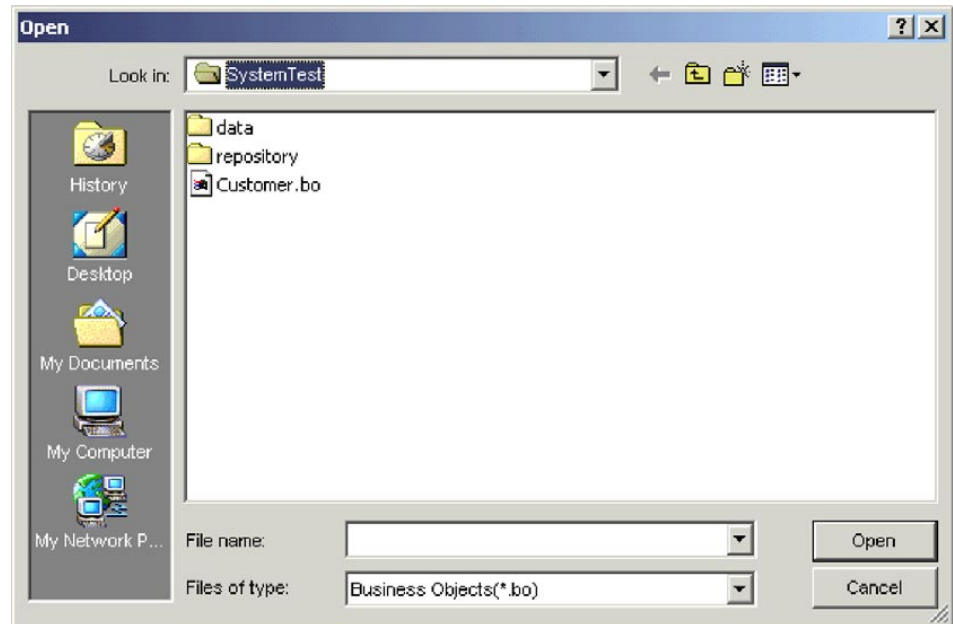 Open
Look in: SystemTest
data
repository
Customer.bo
History
Desktop
My Documents
My Computer
My Network P...
File name:
Open
Files of type: Business Objects(*.bo)
Cancel